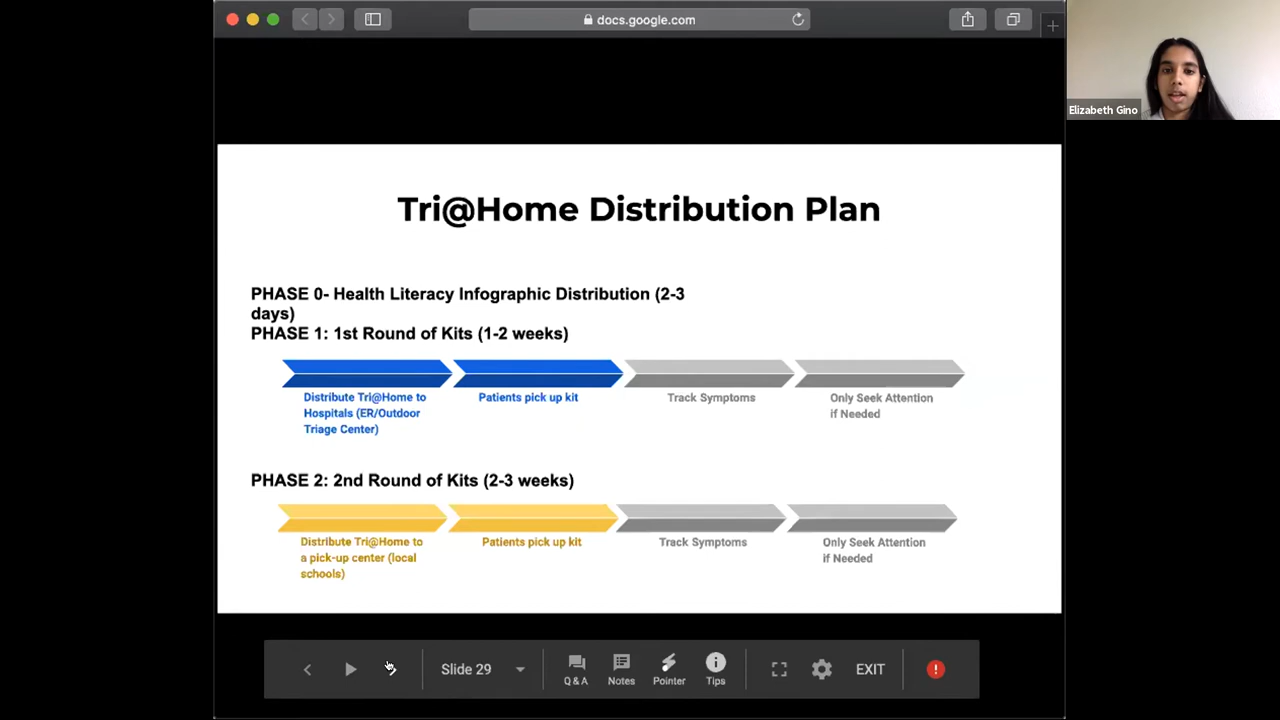 docs.google.com
Elizabeth Gino
Tri@Home Distribution Plan
PHASE 0- Health Literacy Infographic Distribution (2-3
days)
PHASE 1: 1st Round of Kits (1-2 weeks)
Distribute Tri@Home to
Hospitals (ER/Outdoor
Triage Center)
Patients pick up kit
Track Symptoms
Only Seek Attention
if Needed
PHASE 2: 2nd Round of Kits (2-3 weeks)
Distribute Tri@Home to
a pick-up center (local
schools)
Patients pick up kit
Track Symptoms
Only Seek Attention
if Needed
Slide 29
Q & A
Notes
Pointer
Tips
EXIT